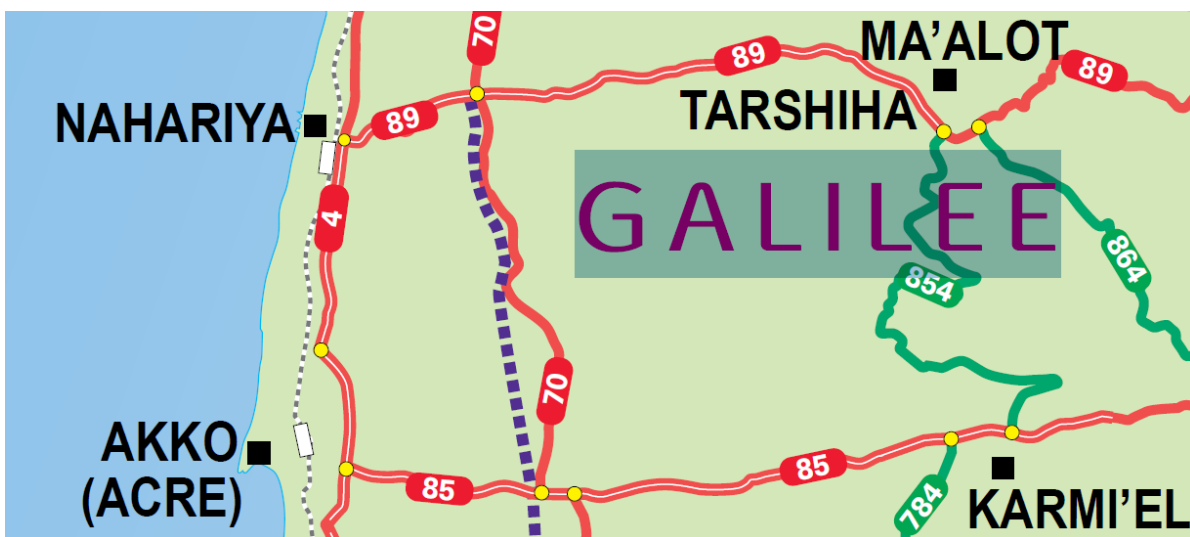 70
MA'ALOT
89
89
NAHARIYA
89
TARSHIHA
GALILEE
4
864
854
70
AKKO
(ACRE)
85
85
784
KARMI'EL